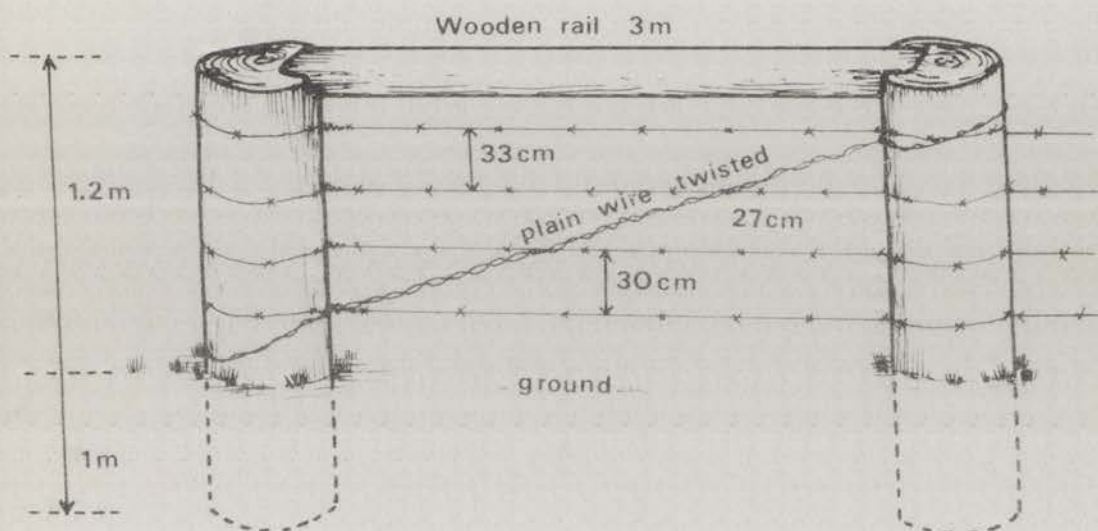 Wooden rail 3m
33cm
1.2m
plain wire twisted
27cm
30cm
ground
1m